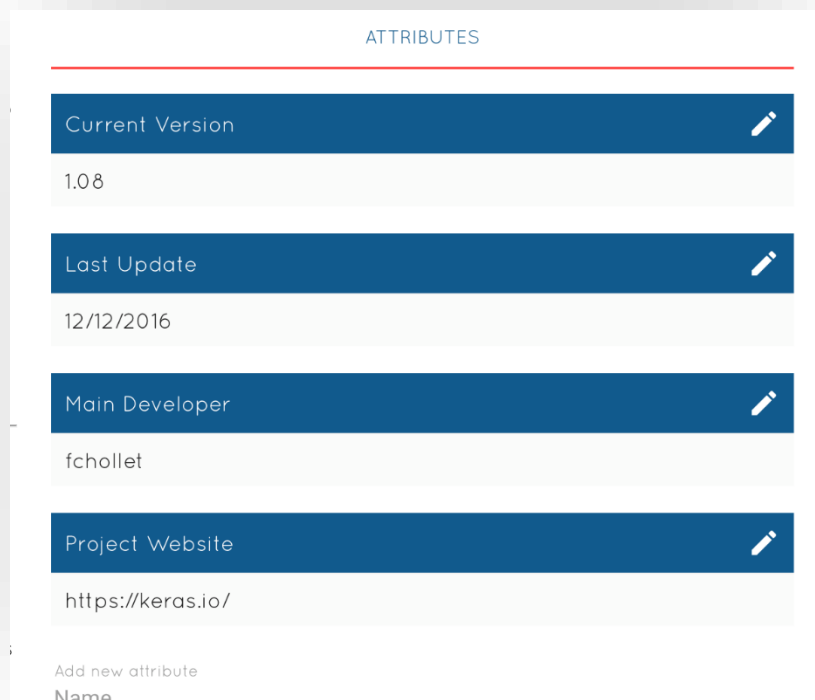 ATTRIBUTES
Current Version
1.08
Last Update
12/12/2016
Main Developer
fchollet
Project Website
https://keras.io/
Add new attribute
Name